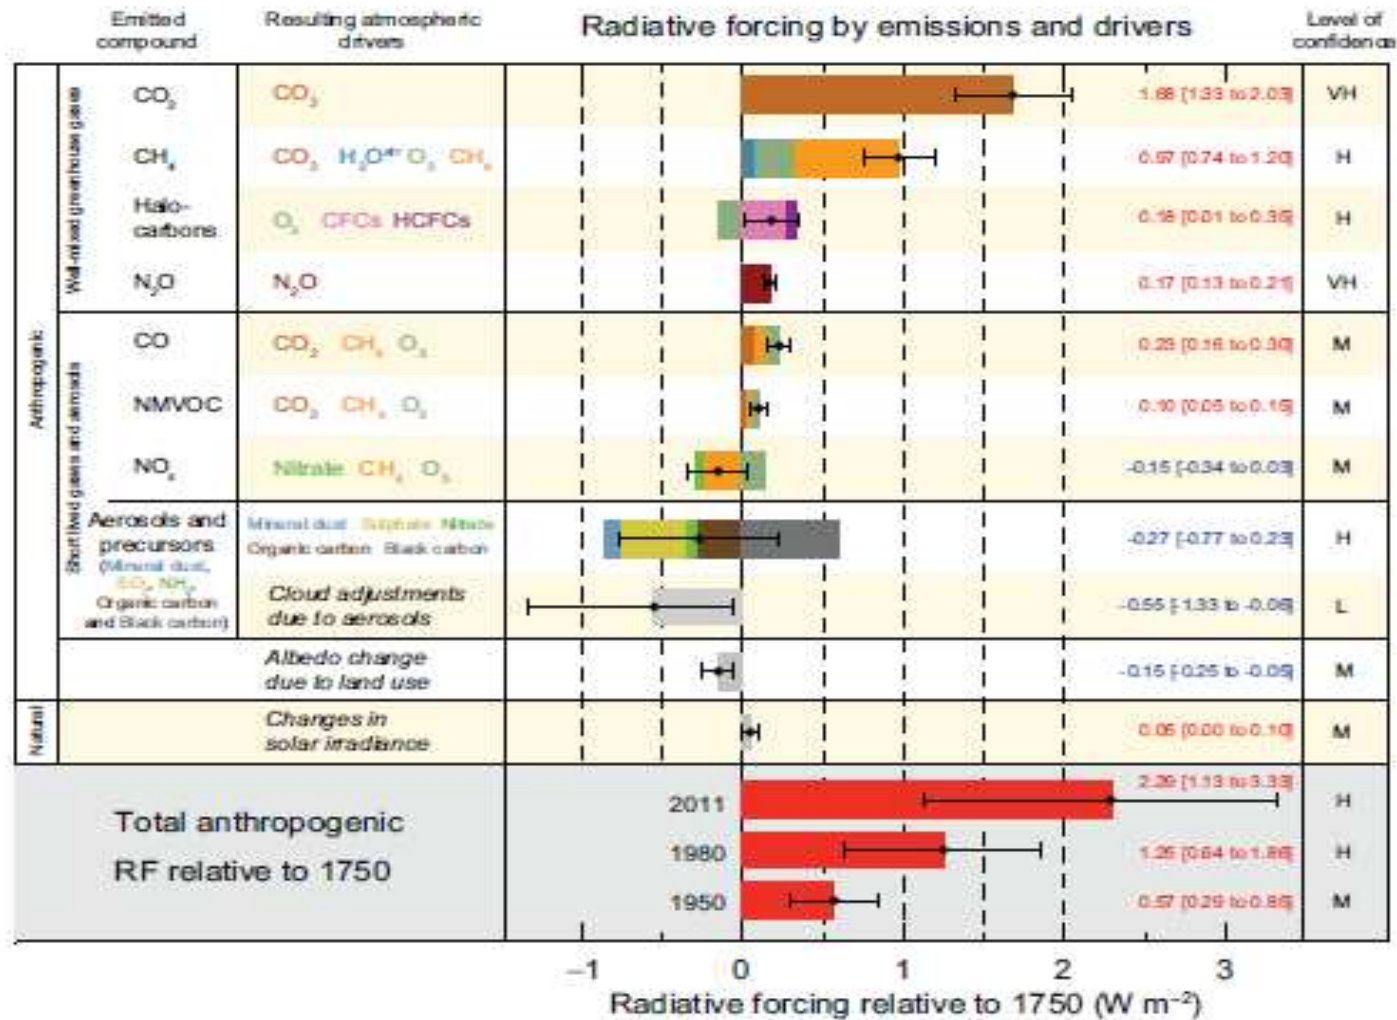 Emitted compound
Resulting atmospheric drivers
Radiative forcing by emissions and drivers
Level of confidence
Anthropogenic
Well-mixed greenhouse gases
CO₂
CO₂
1.68 [1.33 to 2.03]
VH
CH₄
CO₂ H₂Oˢᵗʳ O₃ CH₄
0.97 [0.74 to 1.20]
H
Halo-
carbons
O₃ CFCs HCFCs
0.18 [0.01 to 0.35]
H
N₂O
N₂O
0.17 [0.13 to 0.21]
VH
Short lived gases and aerosols
CO
CO₂ CH₄ O₃
0.23 [0.16 to 0.30]
M
NMVOC
CO₂ CH₄ O₃
0.10 [0.05 to 0.15]
M
NOₓ
Nitrate CH₄ O₃
-0.15 [-0.34 to 0.03]
M
Aerosols and
precursors
(Mineral dust,
SO₂, NH₃,
Organic carbon
and Black carbon)
Mineral dust Sulphate Nitrate
Organic carbon Black carbon
-0.27 [-0.77 to 0.23]
H
Cloud adjustments
due to aerosols
-0.55 [-1.33 to -0.06]
L
Albedo change
due to land use
-0.15 [-0.25 to -0.05]
M
Natural
Changes in
solar irradiance
0.05 [0.00 to 0.10]
M
Total anthropogenic
RF relative to 1750
2011
2.29 [1.13 to 3.33]
H
1980
1.25 [0.64 to 1.86]
H
1950
0.57 [0.29 to 0.85]
M
−1 0 1 2 3
Radiative forcing relative to 1750 (W m⁻²)